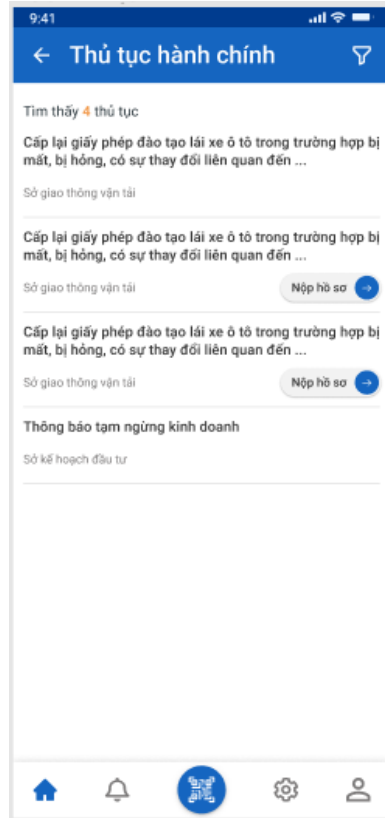 9:41
Thủ tục hành chính
Tìm thấy 4 thủ tục
Cấp lại giấy phép đào tạo lái xe ô tô trong trường hợp bị
mất, bị hỏng, có sự thay đổi liên quan đến ...
Sở giao thông vận tải
Cấp lại giấy phép đào tạo lái xe ô tô trong trường hợp bị
mất, bị hỏng, có sự thay đổi liên quan đến ...
Sở giao thông vận tải
Nộp hồ sơ
Cấp lại giấy phép đào tạo lái xe ô tô trong trường hợp bị
mất, bị hỏng, có sự thay đổi liên quan đến ...
Sở giao thông vận tải
Nộp hồ sơ
Thông báo tạm ngừng kinh doanh
Sở kế hoạch đầu tư